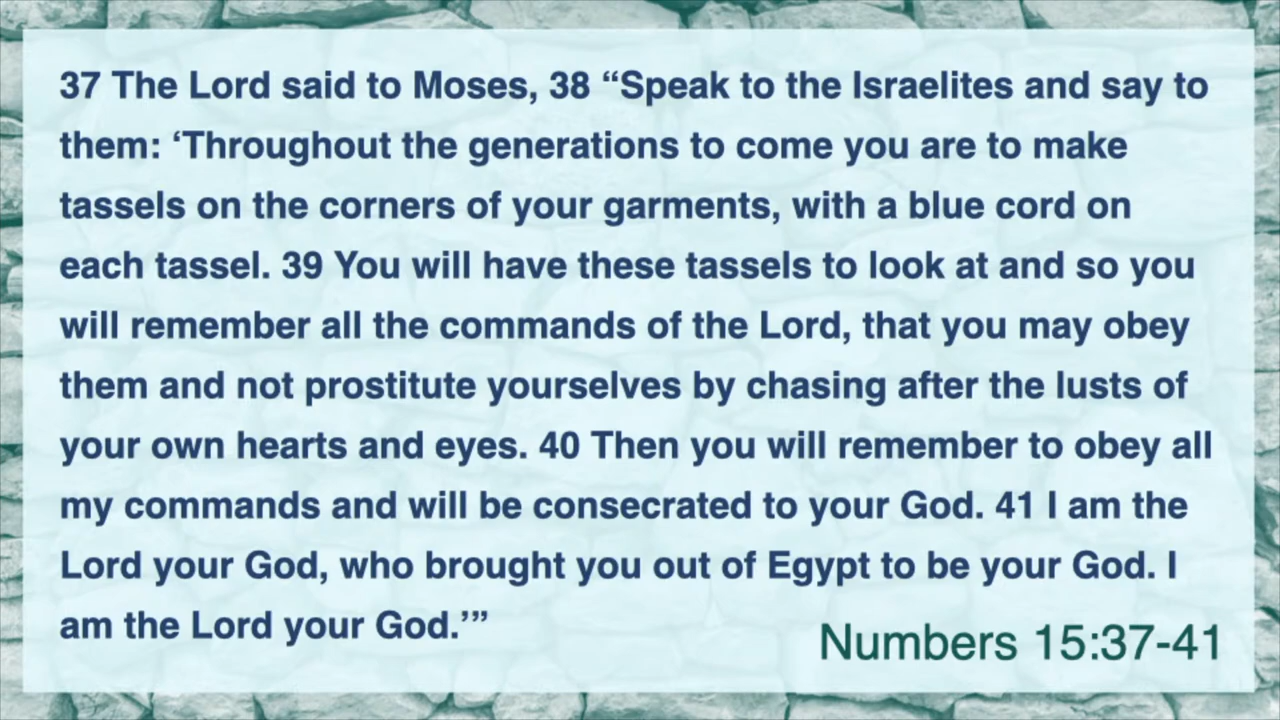 37 The Lord said to Moses, 38 “Speak to the Israelites and say to
them: ‘Throughout the generations to come you are to make
tassels on the corners of your garments, with a blue cord on
each tassel. 39 You will have these tassels to look at and so you
will remember all the commands of the Lord, that you may obey
them and not prostitute yourselves by chasing after the lusts of
your own hearts and eyes. 40 Then you will remember to obey all
my commands and will be consecrated to your God. 41 I am the
Lord your God, who brought you out of Egypt to be your God. I
am the Lord your God.’”
Numbers 15:37-41